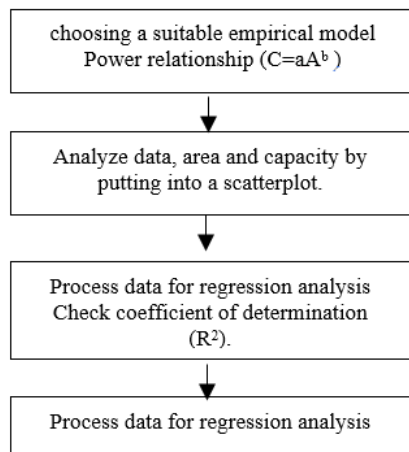 choosing a suitable empirical model
Power relationship (C=aAᵇ )
Analyze data, area and capacity by
putting into a scatterplot.
Process data for regression analysis
Check coefficient of determination
(R²).
Process data for regression analysis